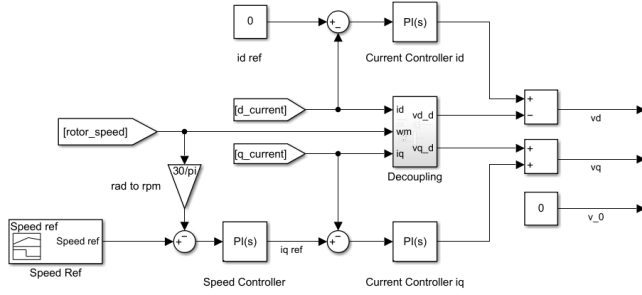 0
id ref
PI(s)
Current Controller id
[d_current]
[rotor_speed]
[q_current]
id
wm
iq
vd_d
vq_d
Decoupling
vd
vq
30/pi
rad to rpm
Speed ref
Speed ref
Speed Ref
PI(s)
Speed Controller
iq ref
PI(s)
Current Controller iq
0
v_0